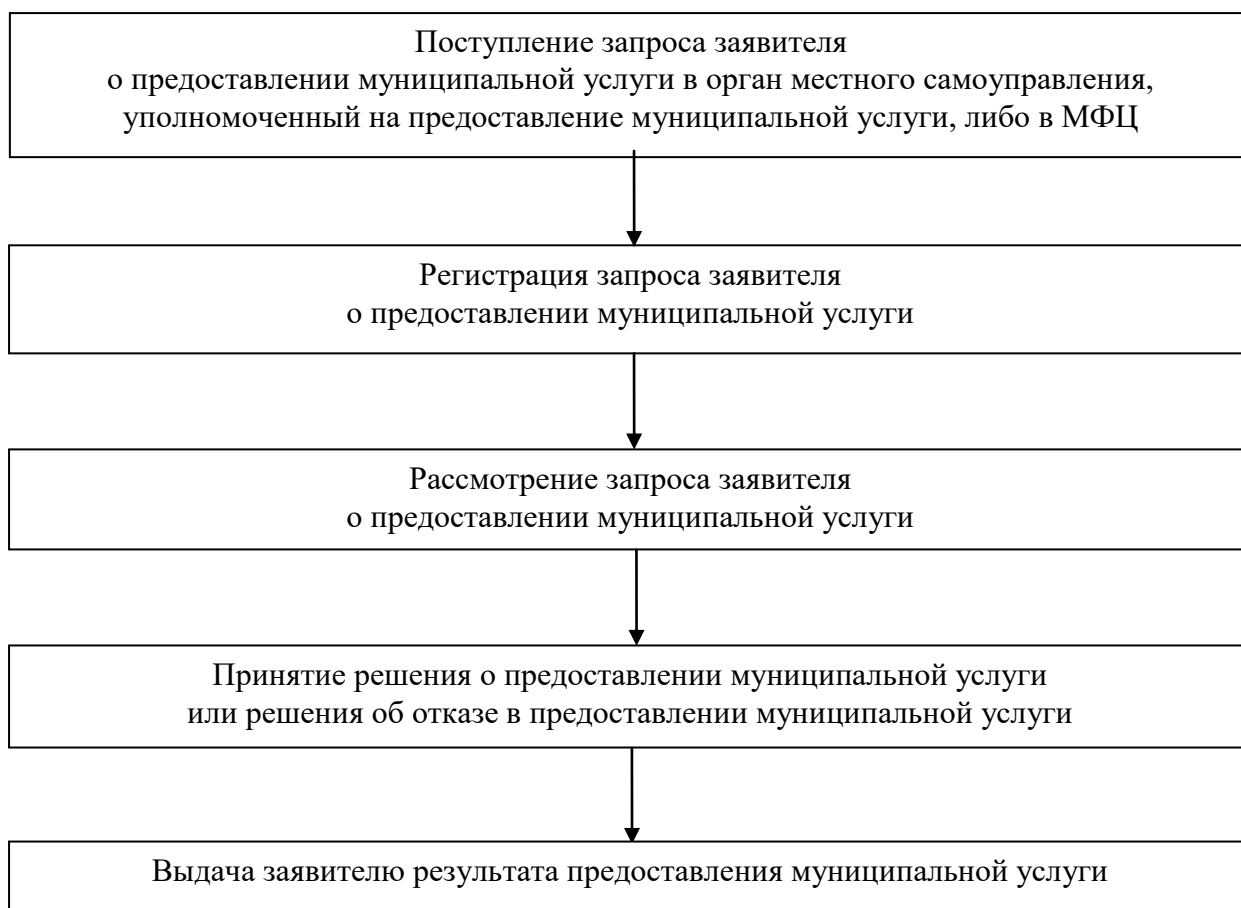 Поступление запроса заявителя
о предоставлении муниципальной услуги в орган местного самоуправления,
уполномоченный на предоставление муниципальной услуги, либо в МФЦ
Регистрация запроса заявителя
о предоставлении муниципальной услуги
Рассмотрение запроса заявителя
о предоставлении муниципальной услуги
Принятие решения о предоставлении муниципальной услуги
или решения об отказе в предоставлении муниципальной услуги
Выдача заявителю результата предоставления муниципальной услуги